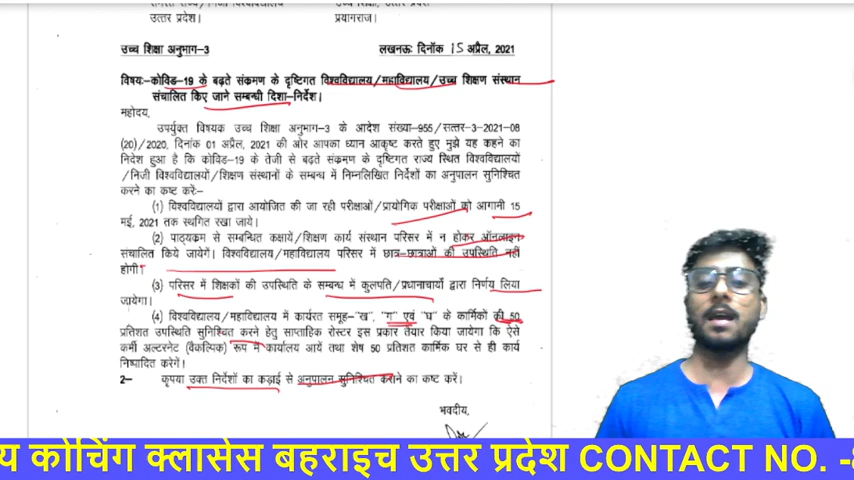 उत्तर प्रदेश।
प्रयागराज।
उच्च शिक्षा अनुभाग-3
लखनऊः दिनाँक 15 अप्रैल, 2021
विषयः-कोविड-19 के बढ़ते संक्रमण के दृष्टिगत विश्वविद्यालय/महाविद्यालय/उच्च शिक्षण संस्थान
संचालित किए जाने सम्बन्धी दिशा-निर्देश।
महोदय,
उपर्युक्त विषयक उच्च शिक्षा अनुभाग-3 के आदेश संख्या-955/सत्तर-3-2021-08
(20)/2020, दिनांक 01 अप्रैल, 2021 की ओर आपका ध्यान आकृष्ट करते हुए मुझे यह कहने का
निदेश हुआ है कि कोविड-19 के तेजी से बढ़ते संक्रमण के दृष्टिगत राज्य स्थित विश्वविद्यालयों
/निजी विश्वविद्यालयों/शिक्षण संस्थानों के सम्बन्ध में निम्नलिखित निर्देशों का अनुपालन सुनिश्चित
करने का कष्ट करें:-
(1) विश्वविद्यालयों द्वारा आयोजित की जा रही परीक्षाओं/प्रायोगिक परीक्षाओं को आगामी 15
मई, 2021 तक स्थगित रखा जाये।
(2) पाठ्यक्रम से सम्बन्धित कक्षाये/शिक्षण कार्य संस्थान परिसर में न होकर ऑनलाइन
संचालित किये जायेगें। विश्वविद्यालय/महाविद्यालय परिसर में छात्र-छात्राओं की उपस्थिति नहीं
होगी।
(3) परिसर में शिक्षकों की उपस्थिति के सम्बन्ध में कुलपति/प्रधानाचार्यो द्वारा निर्णय लिया
जायेगा।
(4) विश्वविद्यालय/महाविद्यालय में कार्यरत समूह-"ख", "ग" एवं "घ" के कार्मिकों की 50
प्रतिशत उपस्थिति सुनिश्चित करने हेतु साप्ताहिक रोस्टर इस प्रकार तैयार किया जायेगा कि ऐसे
कर्मी अल्टरनेट (वैकल्पिक) रूप में कार्यालय आयें तथा शेष 50 प्रतिशत कार्मिक घर से ही कार्य
निष्पादित करेगें।
2- कृपया उक्त निर्देशों का कड़ाई से अनुपालन सुनिश्चित कराने का कष्ट करें।
भवदीय,
कोचिंग क्लासेस बहराइच उत्तर प्रदेश CONTACT NO. -